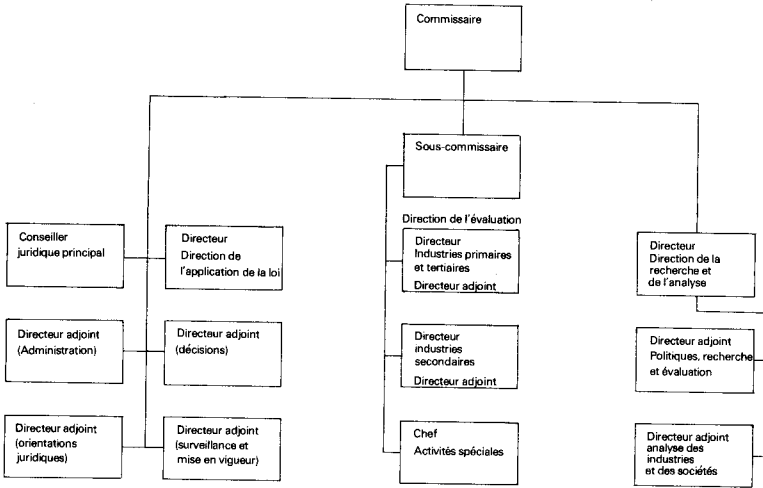 Commissaire
Sous-commissaire
Direction de l'évaluation
Conseiller
juridique principal
Directeur
Direction de
l'application de la loi
Directeur
Industries primaires
et tertiaires
Directeur adjoint
Directeur
Direction de la
recherche et
de l'analyse
Directeur adjoint
(Administration)
Directeur adjoint
(décisions)
Directeur
industries
secondaires
Directeur adjoint
Directeur adjoint
Politiques, recherche
et évaluation
Directeur adjoint
(orientations
juridiques)
Directeur adjoint
(surveillance et
mise en vigueur)
Chef
Activités spéciales
Directeur adjoint
analyse des
industries
et des sociétés